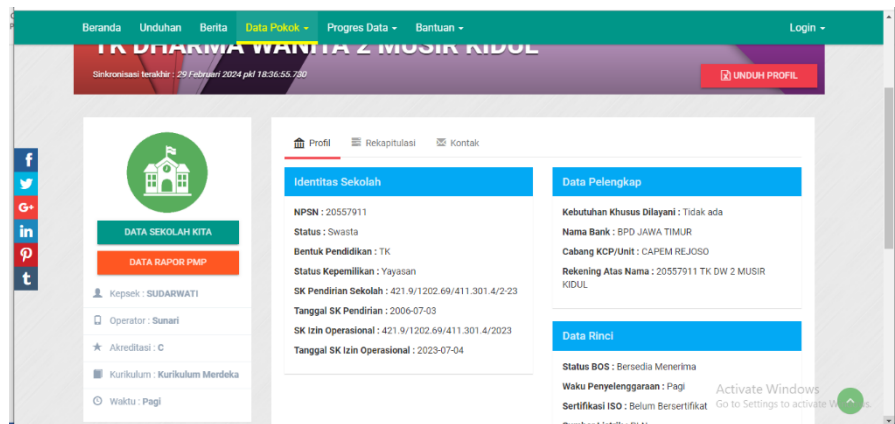 Beranda Unduhan Berita Data Pokok Progres Data Bantuan Login
TK DHARMA WANITA 2 MUSIR KIDUL
Sinkronisasi terakhir : 29 Februari 2024 pkl 18:36:55.730
UNDUH PROFIL
Profil Rekapitulasi Kontak
DATA SEKOLAH KITA
DATA RAPOR PMP
Kepsek : SUDARWATI
Operator : Sunari
Akreditasi : C
Kurikulum : Kurikulum Merdeka
Waktu : Pagi
Identitas Sekolah
NPSN : 20557911
Status : Swasta
Bentuk Pendidikan : TK
Status Kepemilikan : Yayasan
SK Pendirian Sekolah : 421.9/1202.69/411.301.4/2-23
Tanggal SK Pendirian : 2006-07-03
SK Izin Operasional : 421.9/1202.69/411.301.4/2023
Tanggal SK Izin Operasional : 2023-07-04
Data Pelengkap
Kebutuhan Khusus Dilayani : Tidak ada
Nama Bank : BPD JAWA TIMUR
Cabang KCP/Unit : CAPEM REJOSO
Rekening Atas Nama : 20557911 TK DW 2 MUSIR
KIDUL
Data Rinci
Status BOS : Bersedia Menerima
Waku Penyelenggaraan : Pagi
Sertifikasi ISO : Belum Bersertifikat
Activate Windows
Go to Settings to activate